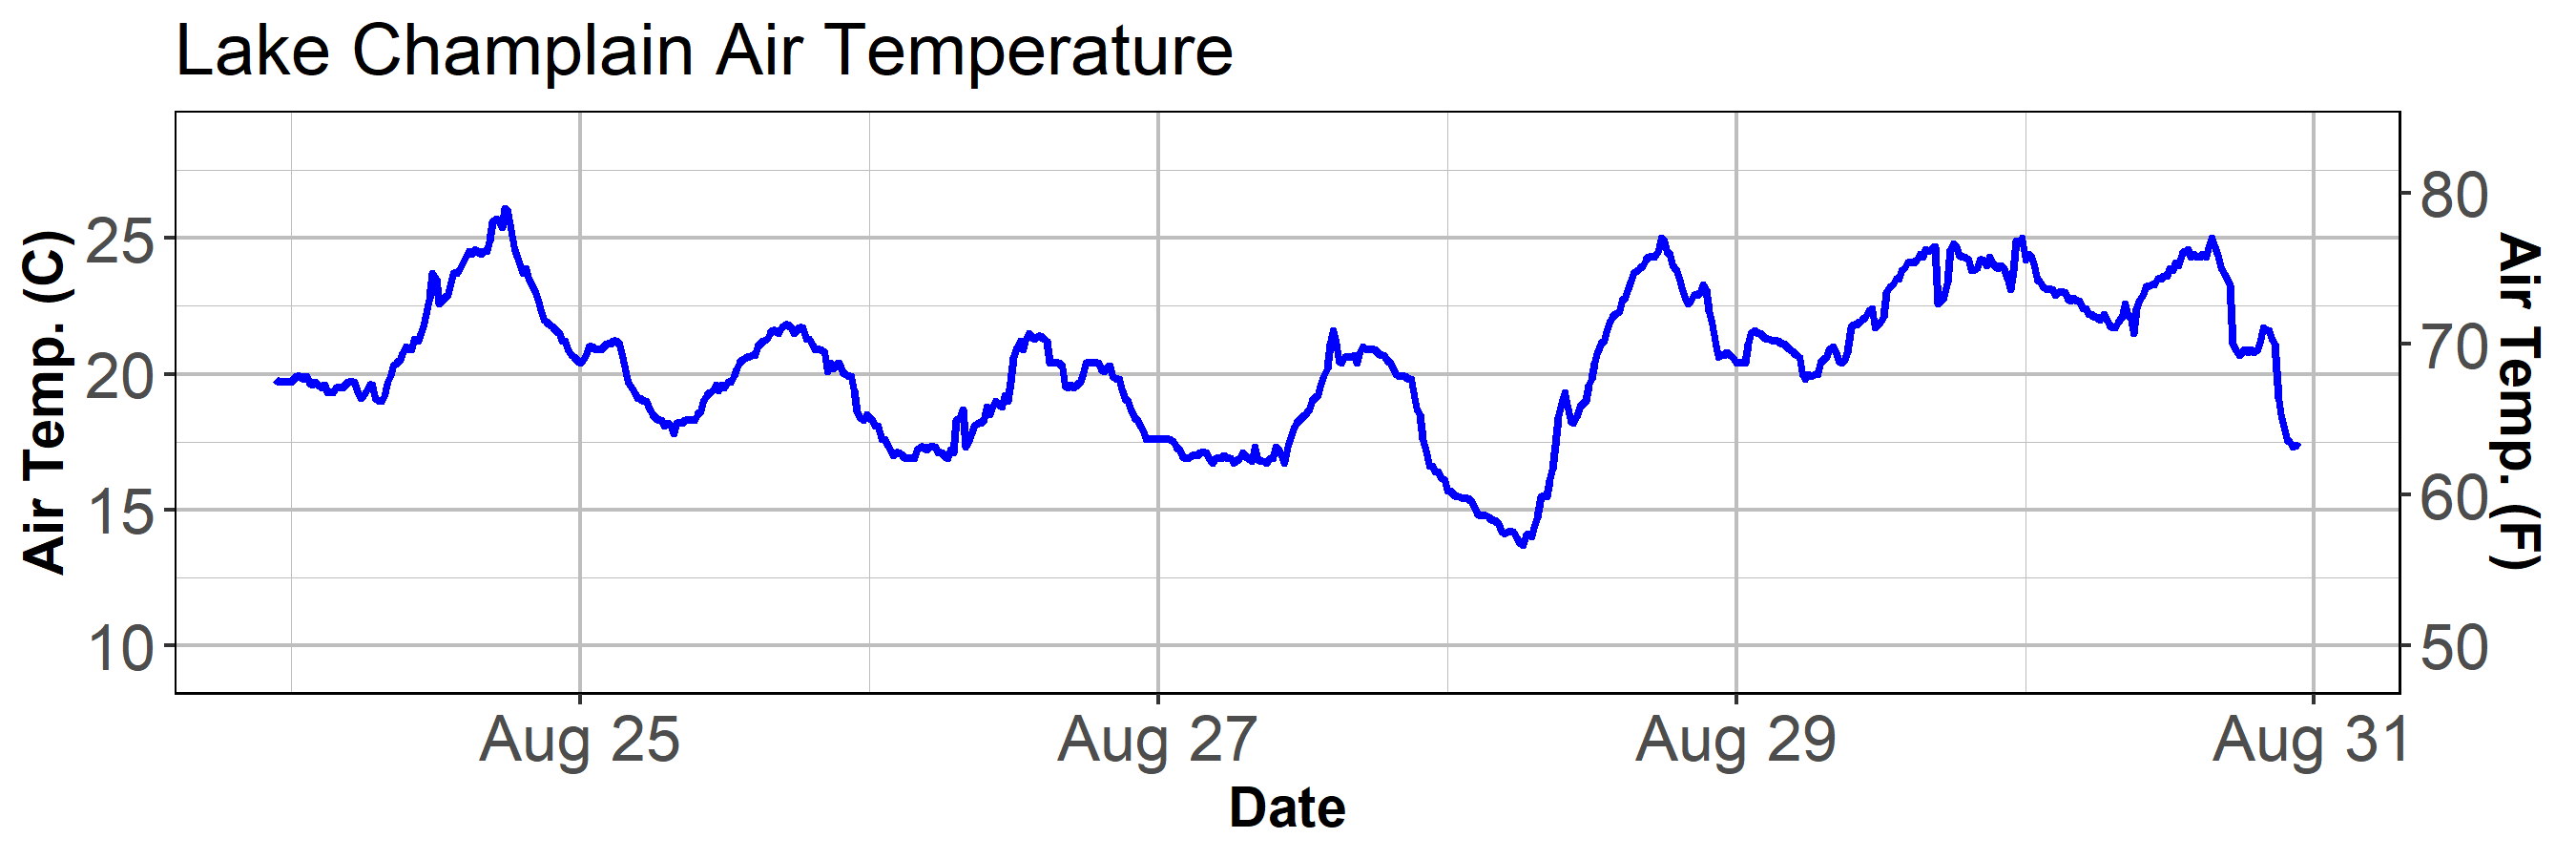 Lake Champlain Air Temperature
Air Temp. (C)
25
20
15
10
80
70
60
50
Air Temp. (F)
Aug 25
Aug 27
Aug 29
Aug 31
Date